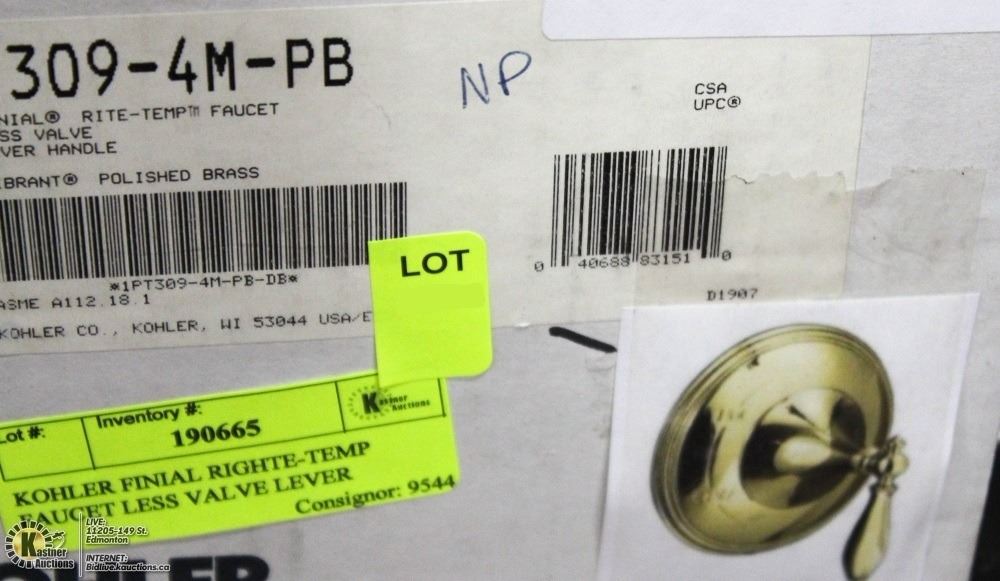 309-4M-PB
NIAL® RITE-TEMP™ FAUCET
SS VALVE
VER HANDLE
BRANT® POLISHED BRASS
*1PT309-4M-PB-DB*
ASME A112.18.1
KOHLER CO., KOHLER, WI 53044 USA/E
NP
CSA
UPC®
0 40688 83151 0
D1907
LOT
Lot #:
Inventory #:
190665
Kastner
Auctions
KOHLER FINIAL RIGHTE-TEMP
FAUCET LESS VALVE LEVER
Consignor: 9544
OHLER
Kastner
Auctions
LIVE:
11205-149 St.
Edmonton
INTERNET:
Bidlive.kauctions.ca